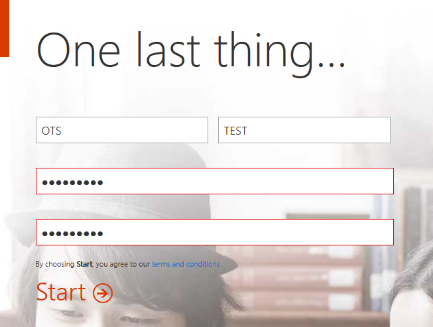 One last thing...
OTS TEST
•••••••••
•••••••••
By choosing Start, you agree to our terms and conditions
Start